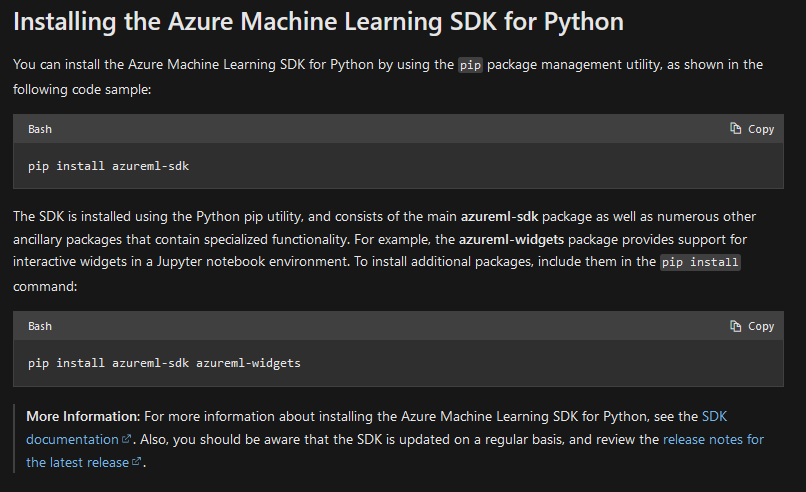 Installing the Azure Machine Learning SDK for Python
You can install the Azure Machine Learning SDK for Python by using the pip package management utility, as shown in the
following code sample:
Bash
Copy
pip install azureml-sdk
The SDK is installed using the Python pip utility, and consists of the main azureml-sdk package as well as numerous other
ancillary packages that contain specialized functionality. For example, the azureml-widgets package provides support for
interactive widgets in a Jupyter notebook environment. To install additional packages, include them in the pip install
command:
Bash
Copy
pip install azureml-sdk azureml-widgets
More Information: For more information about installing the Azure Machine Learning SDK for Python, see the SDK
documentation. Also, you should be aware that the SDK is updated on a regular basis, and review the release notes for
the latest release.